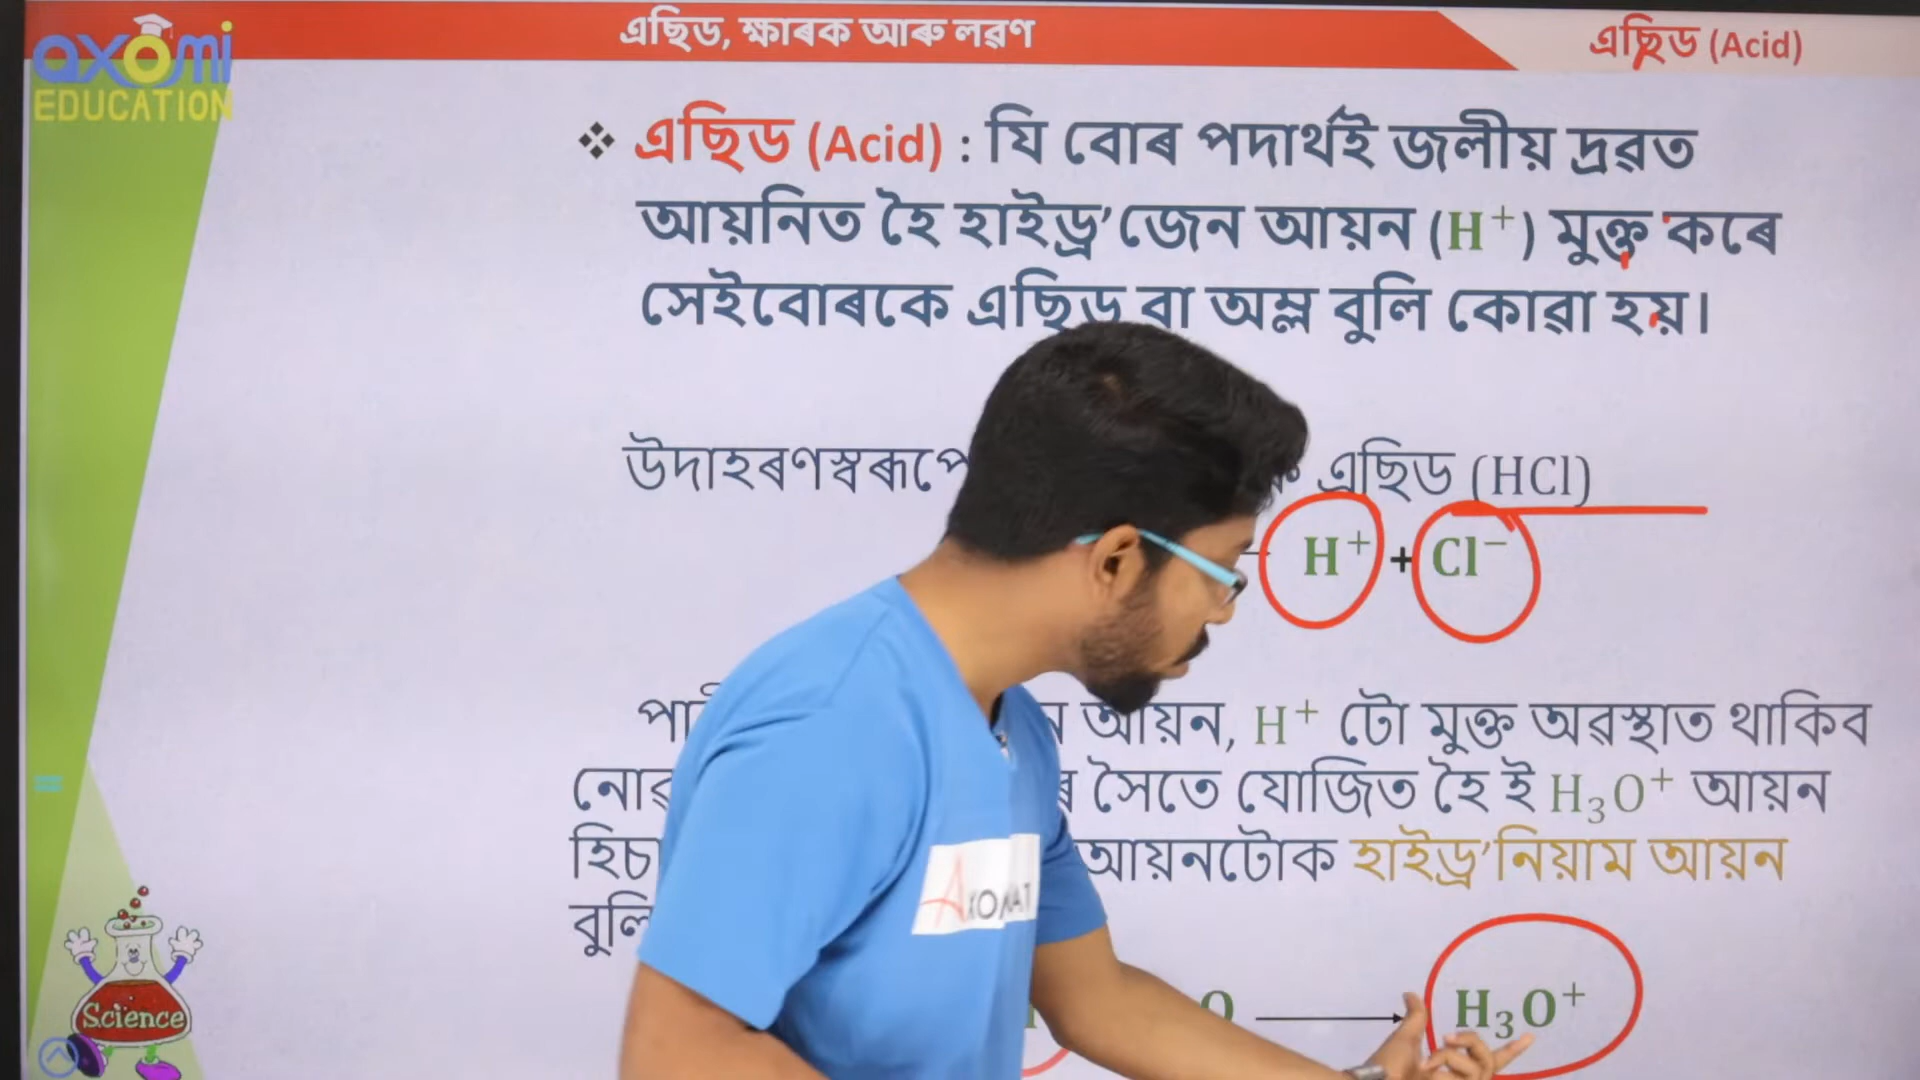 axomi
EDUCATION
এছিড, ক্ষাৰক আৰু লৱণ
এছিড (Acid)
❖ এছিড (Acid) : যি বোৰ পদাৰ্থই জলীয় দ্ৰৱত
আয়নিত হৈ হাইড্ৰ’জেন আয়ন (H⁺) মুক্ত কৰে
সেইবোৰকে এছিড বা অম্ল বুলি কোৱা হয়।
উদাহৰণস্বৰূপে এছিড (HCl)
H⁺ + Cl⁻
আয়ন, H⁺ টো মুক্ত অৱস্থাত থাকিব
সৈতে যোজিত হৈ ই H₃O⁺ আয়ন
আয়নটোক হাইড্ৰ’নিয়াম আয়ন
বুলি
O ⟶ H₃O⁺
Science